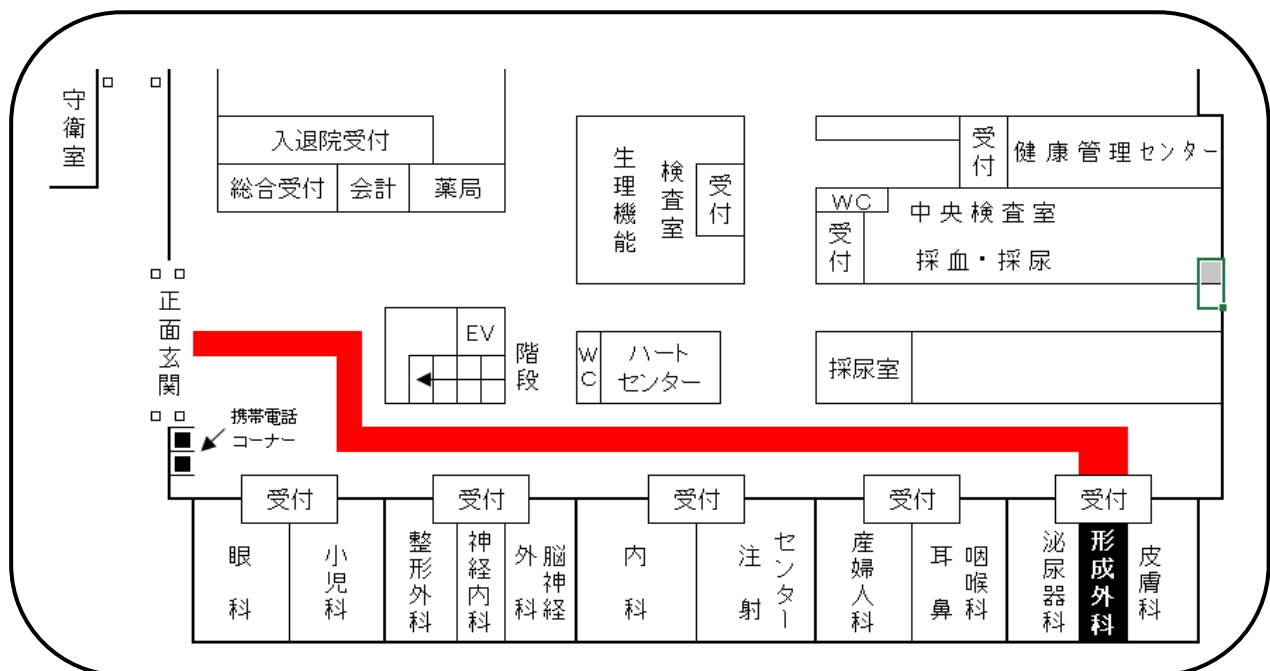 守衛室
入退院受付
総合受付
会計
薬局
生理機能
検査室
受付
受付
健康管理センター
WC
受付
中央検査室
採血・採尿
正面玄関
EV
階段
WC
ハート
センター
採尿室
携帯電話
コーナー
受付
受付
受付
受付
受付
眼科
小児科
整形外科
神経内科
脳神経
外科
内科
注射
センター
産婦人科
耳鼻
咽喉科
泌尿器科
形成外科
皮膚科